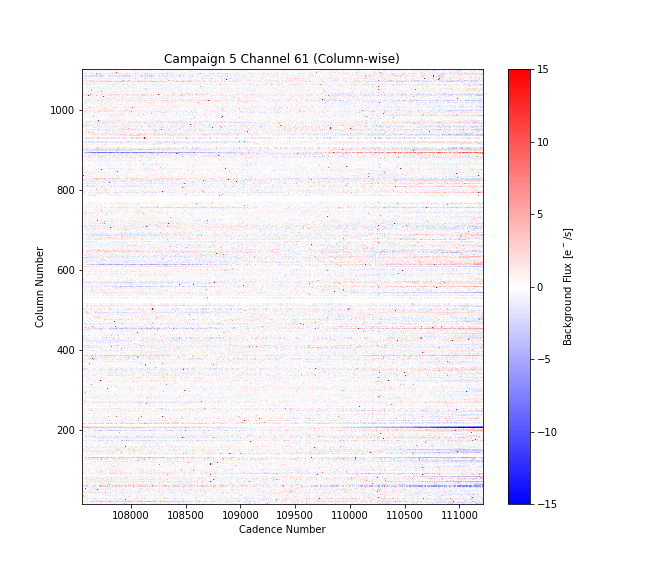 Campaign 5 Channel 61 (Column-wise)
1000
800
600
400
200
Column Number
108000 108500 109000 109500 110000 110500 111000
Cadence Number
15
10
5
0
−5
−10
−15
Background Flux [e⁻/s]